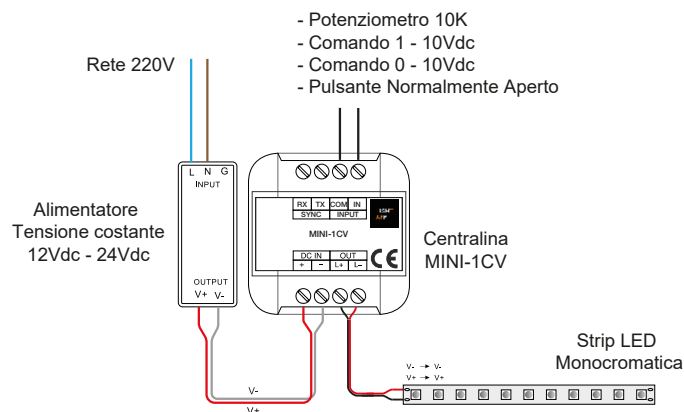 - Potenziometro 10K
- Comando 1 - 10Vdc
- Comando 0 - 10Vdc
- Pulsante Normalmente Aperto
Rete 220V
L N G
INPUT
Alimentatore
Tensione costante
12Vdc - 24Vdc
OUTPUT
V+ V-
RX TX COM IN
SYNC INPUT
MINI-1CV
DC IN OUT
+ - L+ L-
CE
Centralina
MINI-1CV
Strip LED
Monocromatica
V- → V-
V+ → V+
V-
V+